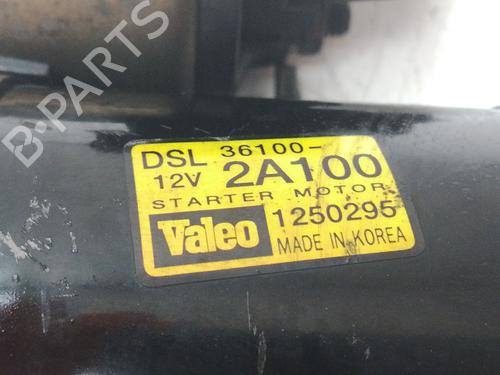 B-PARTS
DSL 36100-
12V 2A100
STARTER MOTOR
Valeo 1250295
MADE IN KOREA